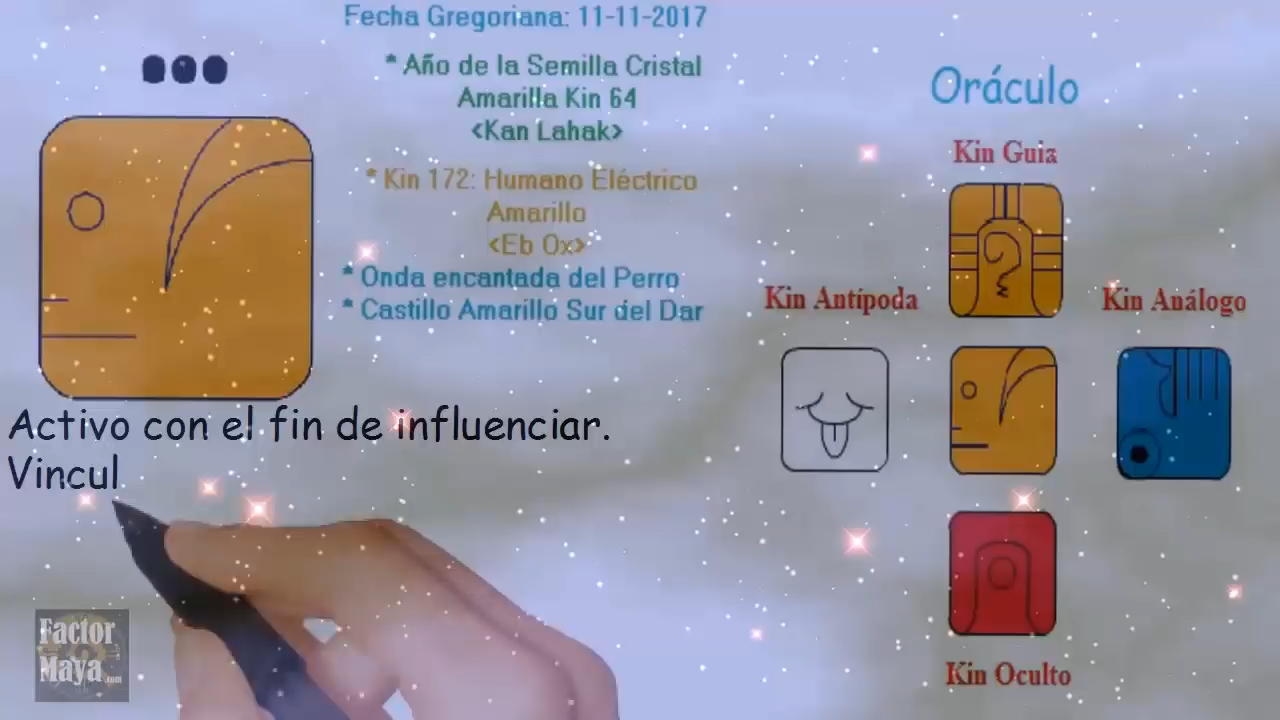 Fecha Gregoriana: 11-11-2017
* Año de la Semilla Cristal
Amarilla Kin 64
<Kan Lahak>
* Kin 172: Humano Eléctrico
Amarillo
<Eb Ox>
* Onda encantada del Perro
* Castillo Amarillo Sur del Dar
Activo con el fin de influenciar.
Vincul
Oráculo
Kin Guia
Kin Antípoda
Kin Análogo
Kin Oculto
Factor
Maya.com